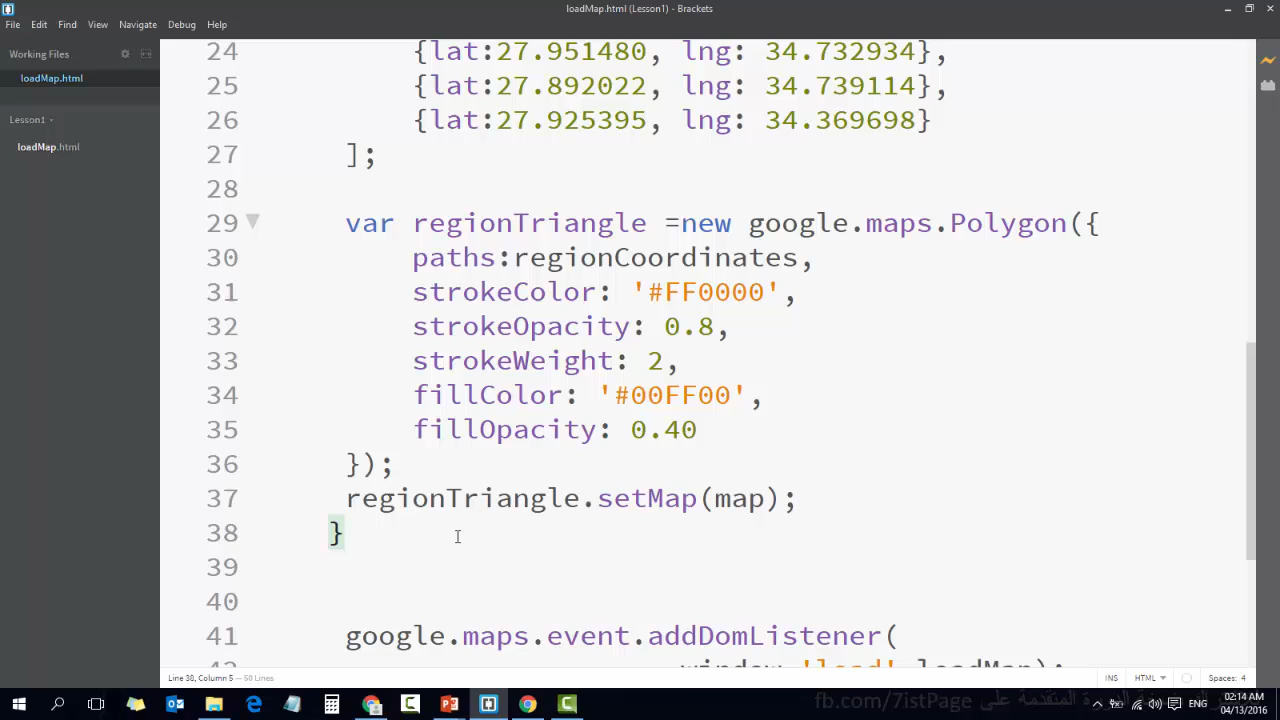 loadMap.html (Lesson1) - Brackets
File Edit Find View Navigate Debug Help
Working Files
loadMap.html
Lesson1
loadMap.html
24 {lat:27.951480, lng: 34.732934},
25 {lat:27.892022, lng: 34.739114},
26 {lat:27.925395, lng: 34.369698}
27 ];
28
29 var regionTriangle =new google.maps.Polygon({
30 paths:regionCoordinates,
31 strokeColor: '#FF0000',
32 strokeOpacity: 0.8,
33 strokeWeight: 2,
34 fillColor: '#00FF00',
35 fillOpacity: 0.40
36 });
37 regionTriangle.setMap(map);
38 }
39
40
41 google.maps.event.addDomListener(
42 window,'load',loadMap);
Line 38, Column 5 — 50 Lines
INS HTML Spaces: 4
fb.com/7istPage المتقدمة على
ENG 02:14 AM
04/13/2016